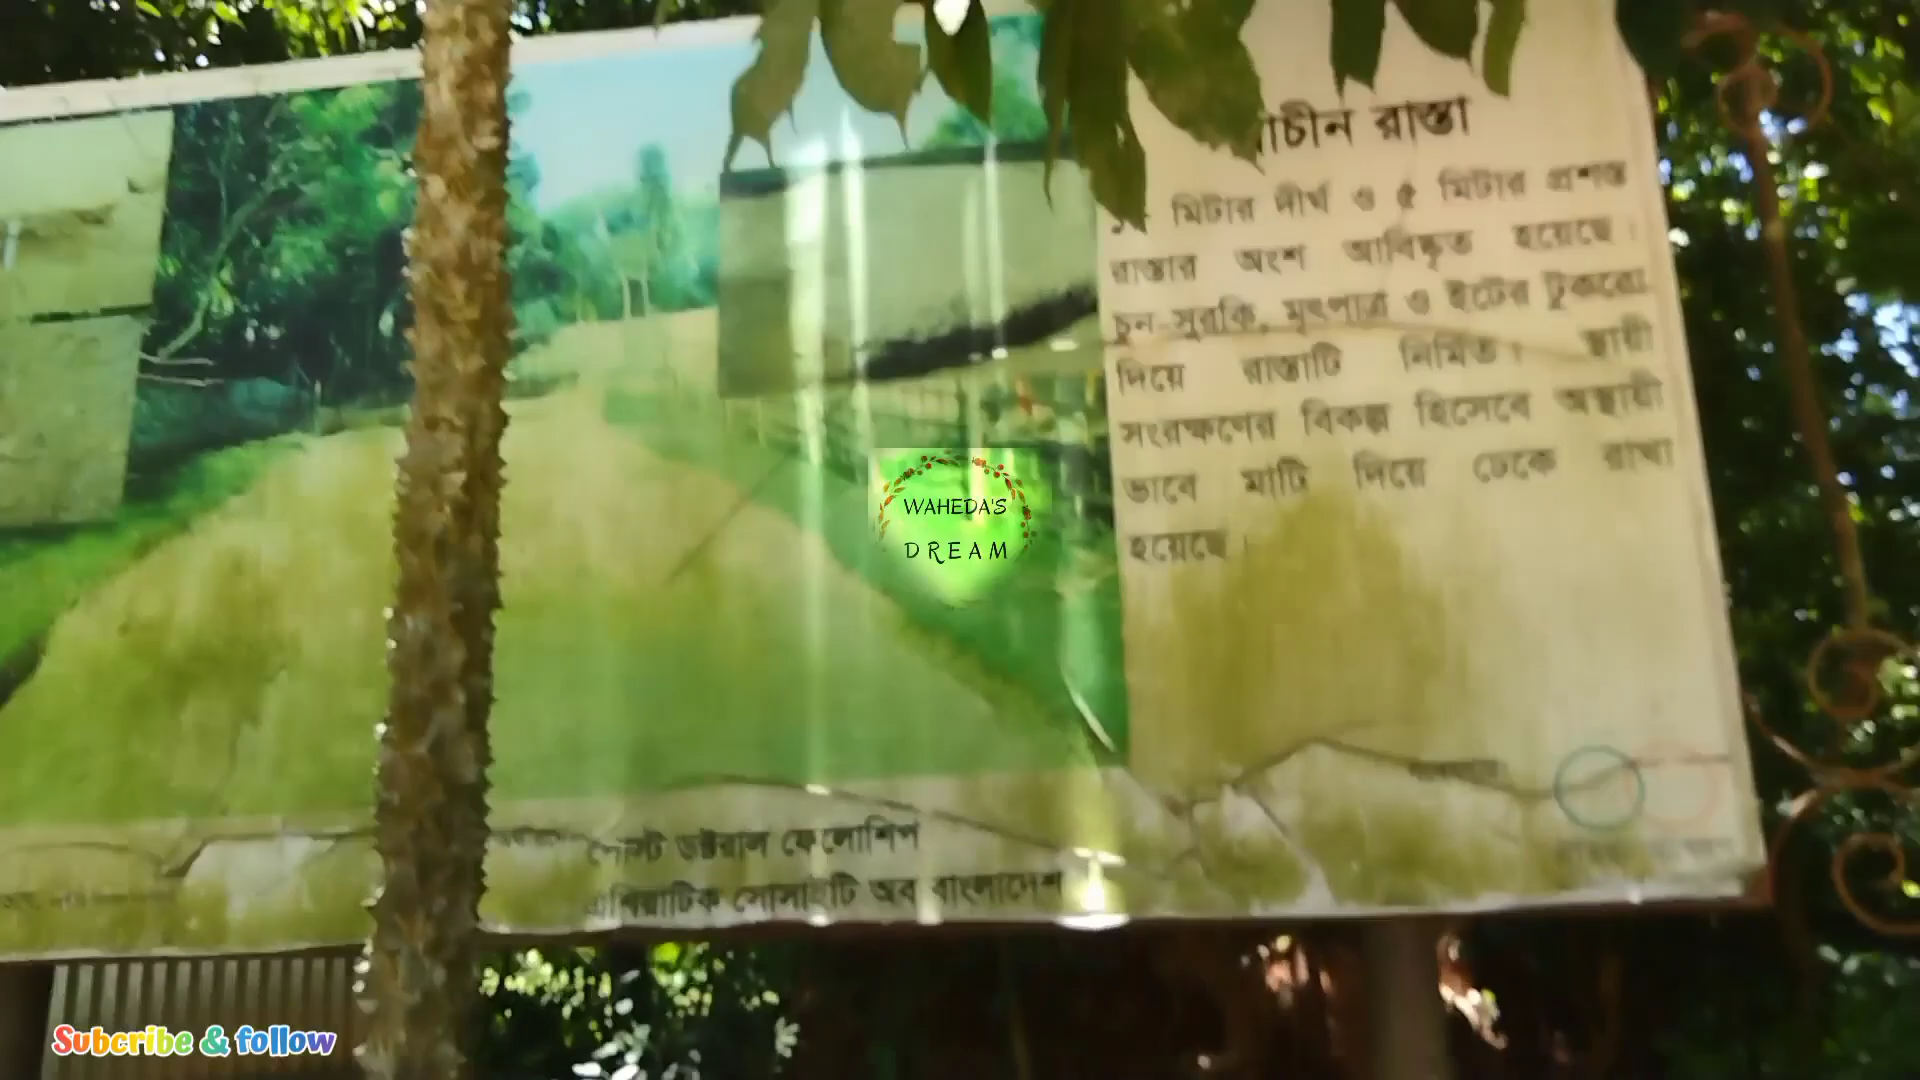 রাস্তা
মিটার দীর্ঘ ও ৫ মিটার প্রশস্ত
রাস্তার অংশ আবিষ্কৃত হয়েছে।
চুন-সুরকি, মৃৎপাত্র ও ইটের টুকরো
দিয়ে রাস্তাটি নির্মিত। স্থায়ী
সংরক্ষণের বিকল্প হিসেবে অস্থায়ী
ভাবে মাটি দিয়ে ঢেকে রাখা
হয়েছে।
WAHEDA'S
DREAM
পোস্ট ডক্টরাল ফেলোশিপ
এশিয়াটিক সোসাইটি অব বাংলাদেশ
Subcribe & follow